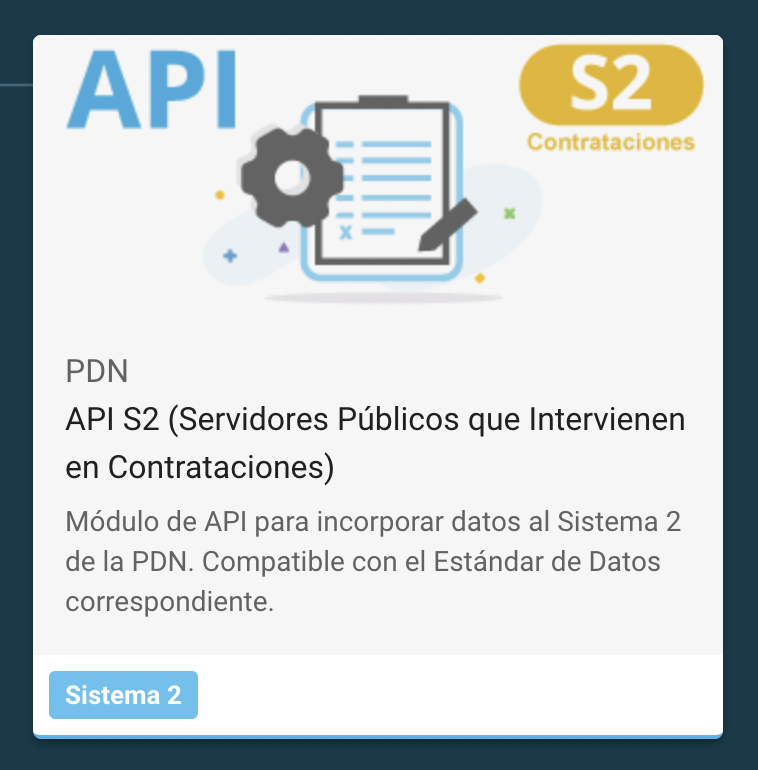 API
S2
Contrataciones
PDN
API S2 (Servidores Públicos que Intervienen
en Contrataciones)
Módulo de API para incorporar datos al Sistema 2
de la PDN. Compatible con el Estándar de Datos
correspondiente.
Sistema 2